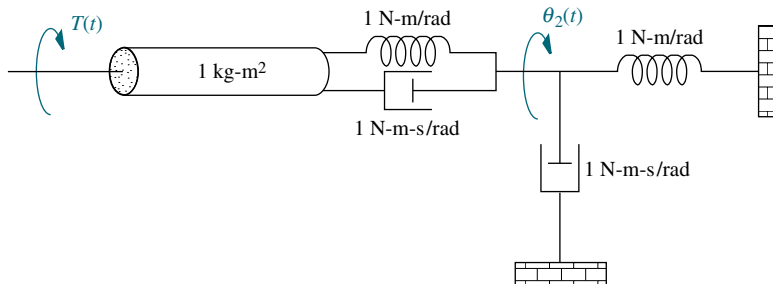 T(t)
1 N-m/rad
θ₂(t)
1 N-m/rad
1 kg-m²
1 N-m-s/rad
1 N-m-s/rad